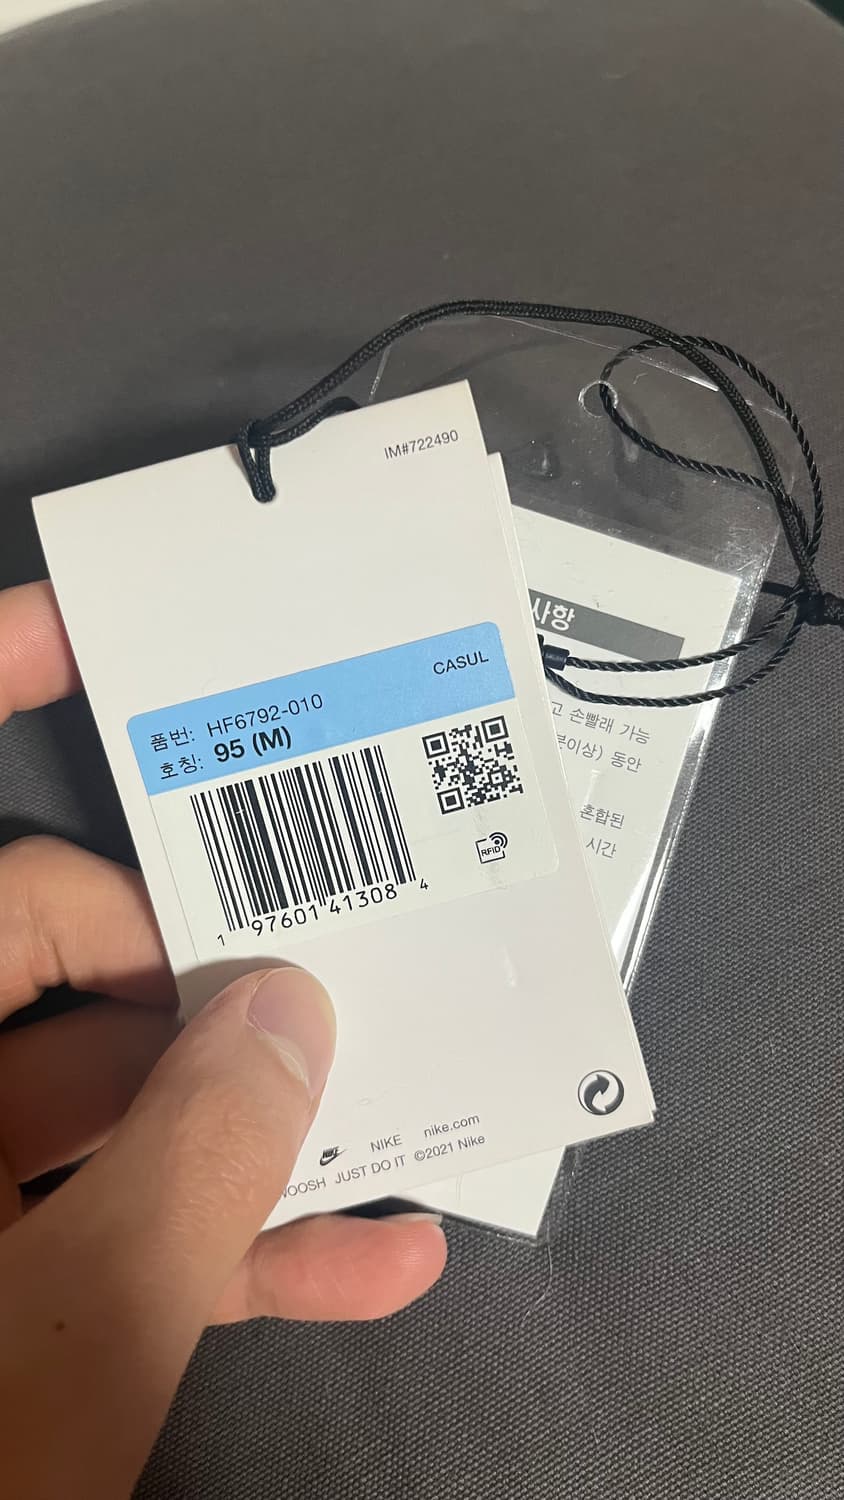 IM#722490
CASUL
품번: HF6792-010
호칭: 95 (M)
RFID
1 97601 41308 4
NIKE nike.com
JUST DO IT ©2021 Nike
사항
고 손빨래 가능
동안
혼합된
시간